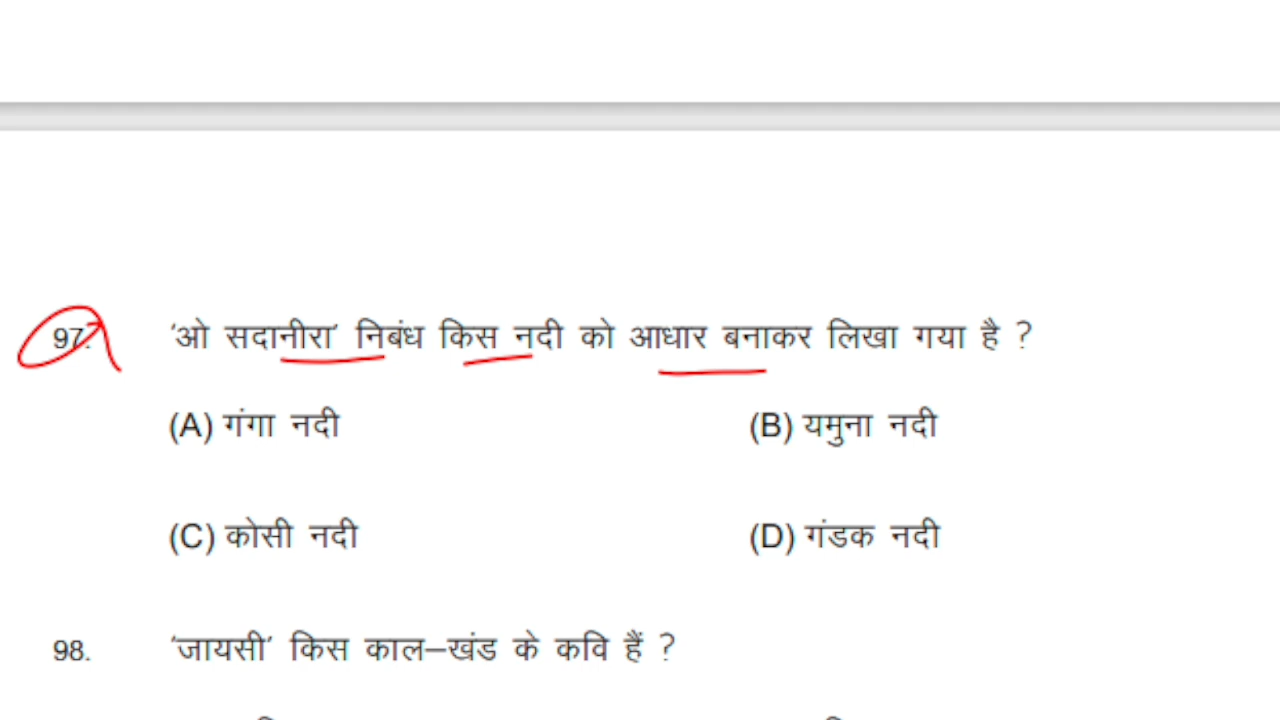 97. 'ओ सदानीरा' निबंध किस नदी को आधार बनाकर लिखा गया है ?
(A) गंगा नदी (B) यमुना नदी
(C) कोसी नदी (D) गंडक नदी
98. 'जायसी' किस काल–खंड के कवि हैं ?